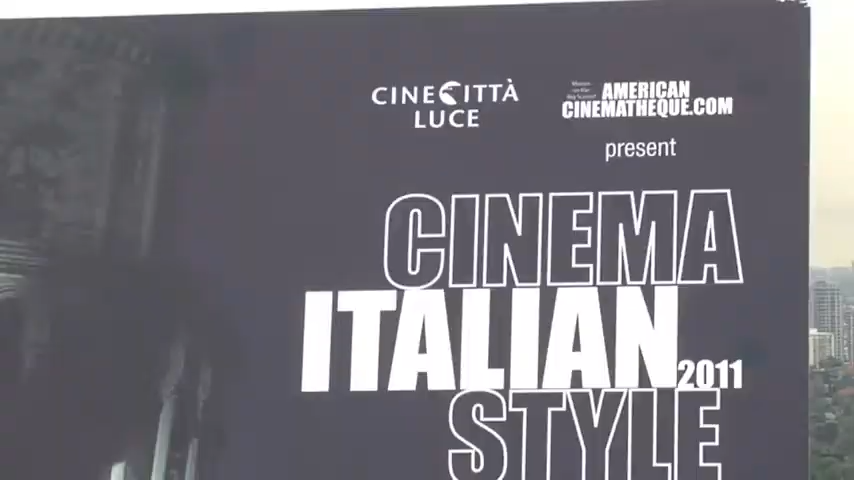 CINECITTÀ
LUCE
AMERICAN
CINEMATHEQUE.COM
present
CINEMA
ITALIAN 2011
STYLE